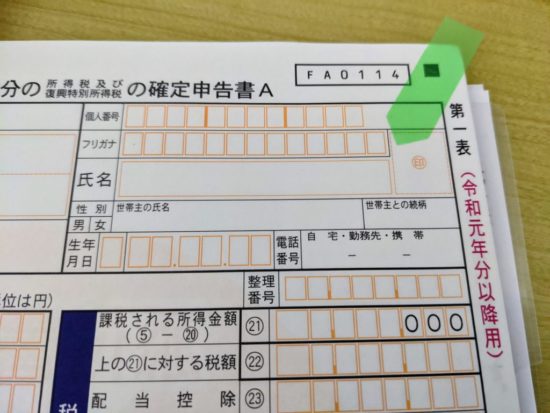 FA0114
分の所得税及び復興特別所得税の確定申告書A
第一表
(令和元年分以降用)
個人番号
フリガナ
氏名
印
性別
男 女
世帯主の氏名
世帯主との続柄
生年月日
電話番号
自宅・勤務先・携帯
－ －
整理番号
位は円)
税
課税される所得金額
(⑤－⑳)
㉑
000
上の㉑に対する税額
㉒
配当控除
㉓